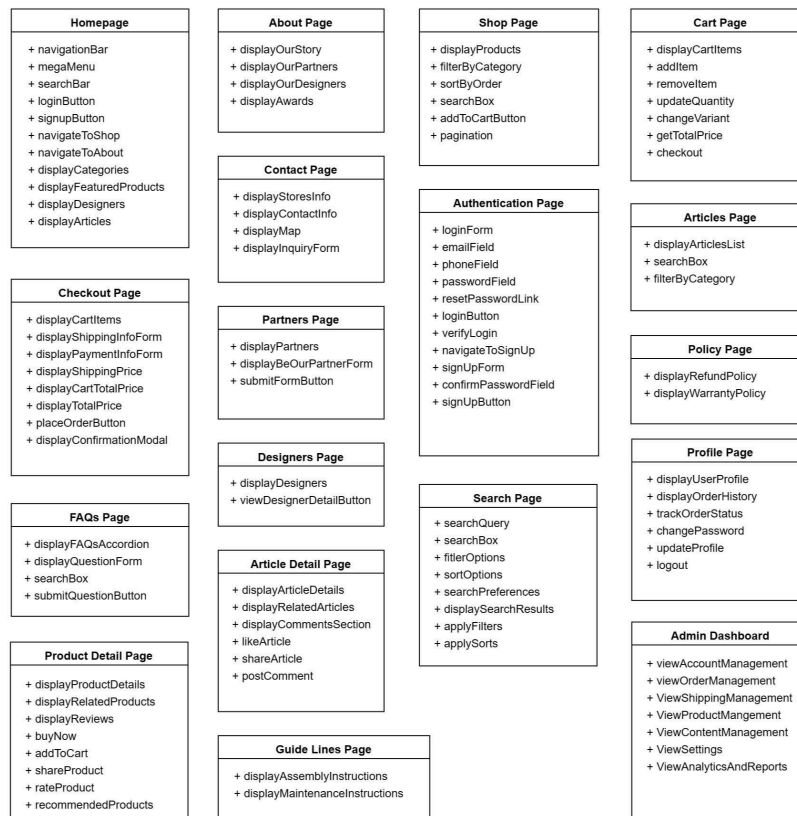 Homepage
+ navigationBar
+ megaMenu
+ searchBar
+ loginButton
+ signupButton
+ navigateToShop
+ navigateToAbout
+ displayCategories
+ displayFeaturedProducts
+ displayDesigners
+ displayArticles
Checkout Page
+ displayCartItems
+ displayShippingInfoForm
+ displayPaymentInfoForm
+ displayShippingPrice
+ displayCartTotalPrice
+ displayTotalPrice
+ placeOrderButton
+ displayConfirmationModal
FAQs Page
+ displayFAQsAccordion
+ displayQuestionForm
+ searchBox
+ submitQuestionButton
Product Detail Page
+ displayProductDetails
+ displayRelatedProducts
+ displayReviews
+ buyNow
+ addToCart
+ shareProduct
+ rateProduct
+ recommendedProducts
About Page
+ displayOurStory
+ displayOurPartners
+ displayOurDesigners
+ displayAwards
Contact Page
+ displayStoresInfo
+ displayContactInfo
+ displayMap
+ displayInquiryForm
Partners Page
+ displayPartners
+ displayBeOurPartnerForm
+ submitFormButton
Designers Page
+ displayDesigners
+ viewDesignerDetailButton
Article Detail Page
+ displayArticleDetails
+ displayRelatedArticles
+ displayCommentsSection
+ likeArticle
+ shareArticle
+ postComment
Guide Lines Page
+ displayAssemblyInstructions
+ displayMaintenanceInstructions
Shop Page
+ displayProducts
+ filterByCategory
+ sortByOrder
+ searchBox
+ addToCartButton
+ pagination
Authentication Page
+ loginForm
+ emailField
+ phoneField
+ passwordField
+ resetPasswordLink
+ loginButton
+ verifyLogin
+ navigateToSignUp
+ signUpForm
+ confirmPasswordField
+ signUpButton
Search Page
+ searchQuery
+ searchBox
+ fitlerOptions
+ sortOptions
+ searchPreferences
+ displaySearchResults
+ applyFilters
+ applySorts
Cart Page
+ displayCartItems
+ addItem
+ removeItem
+ updateQuantity
+ changeVariant
+ getTotalPrice
+ checkout
Articles Page
+ displayArticlesList
+ searchBox
+ filterByCategory
Policy Page
+ displayRefundPolicy
+ displayWarrantyPolicy
Profile Page
+ displayUserProfile
+ displayOrderHistory
+ trackOrderStatus
+ changePassword
+ updateProfile
+ logout
Admin Dashboard
+ viewAccountManagement
+ viewOrderManagement
+ ViewShippingManagement
+ ViewProductMangement
+ ViewContentManagement
+ ViewSettings
+ ViewAnalyticsAndReports